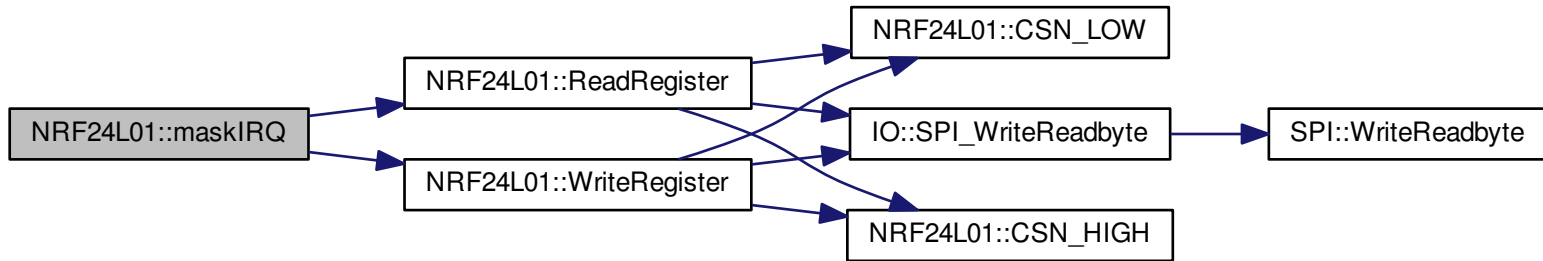 NRF24L01::maskIRQ
NRF24L01::ReadRegister
NRF24L01::WriteRegister
NRF24L01::CSN_LOW
IO::SPI_WriteReadbyte
NRF24L01::CSN_HIGH
SPI::WriteReadbyte